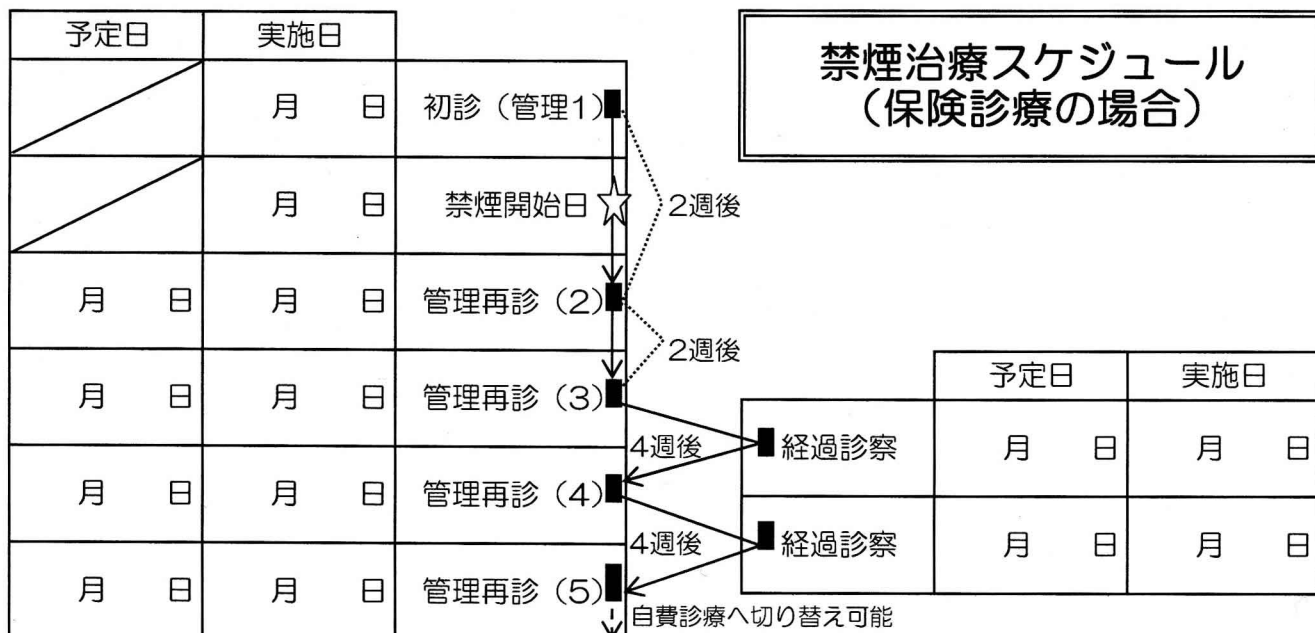 禁煙治療スケジュール
（保険診療の場合）
予定日 実施日
月 日 初診（管理1）
月 日 禁煙開始日
2週後
月 日 月 日 管理再診（2）
2週後
月 日 月 日 管理再診（3）
4週後
月 日 月 日 管理再診（4）
4週後
月 日 月 日 管理再診（5）
自費診療へ切り替え可能
予定日 実施日
経過診察 月 日 月 日
経過診察 月 日 月 日